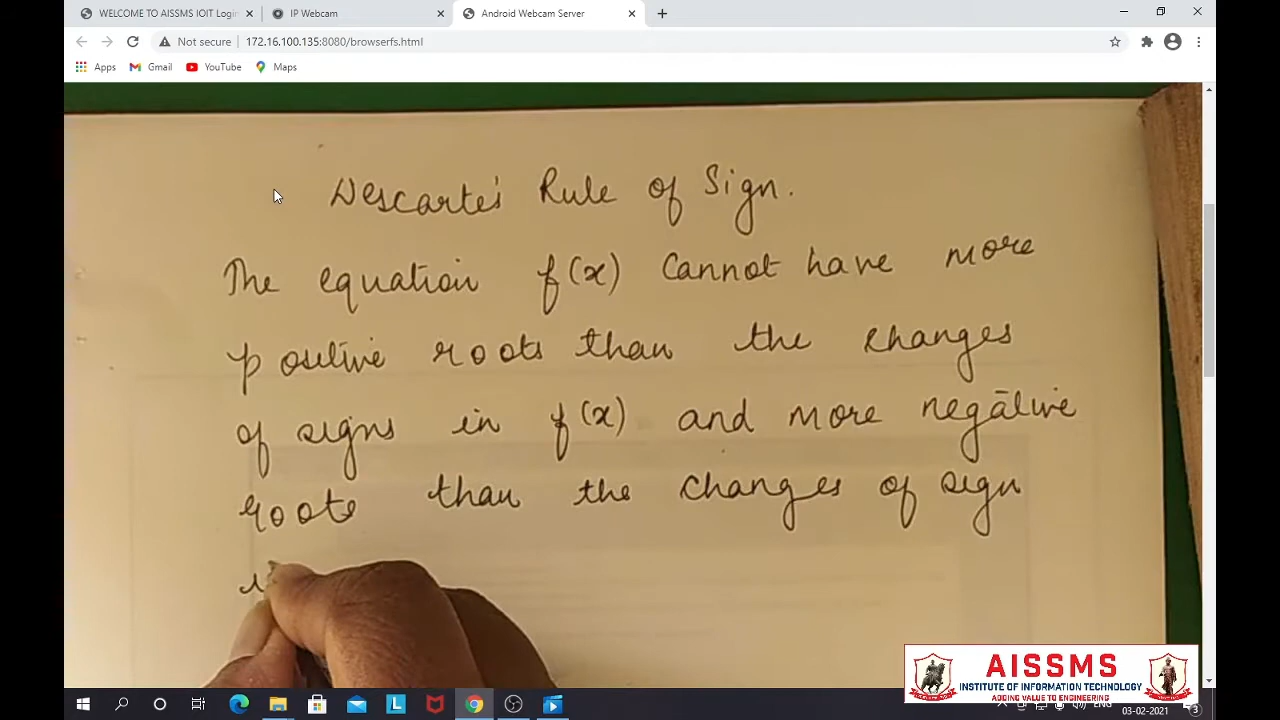 WELCOME TO AISSMS IOIT Login
IP Webcam
Android Webcam Server
Not secure
172.16.100.135:8080/browserfs.html
Apps
Gmail
YouTube
Maps
Descarte's Rule of Sign.
The equation f(x) cannot have more
positive roots than the changes
of signs in f(x) and more negative
roots than the changes of sign
AISSMS
INSTITUTE OF INFORMATION TECHNOLOGY
ADDING VALUE TO ENGINEERING
ENG
03-02-2021